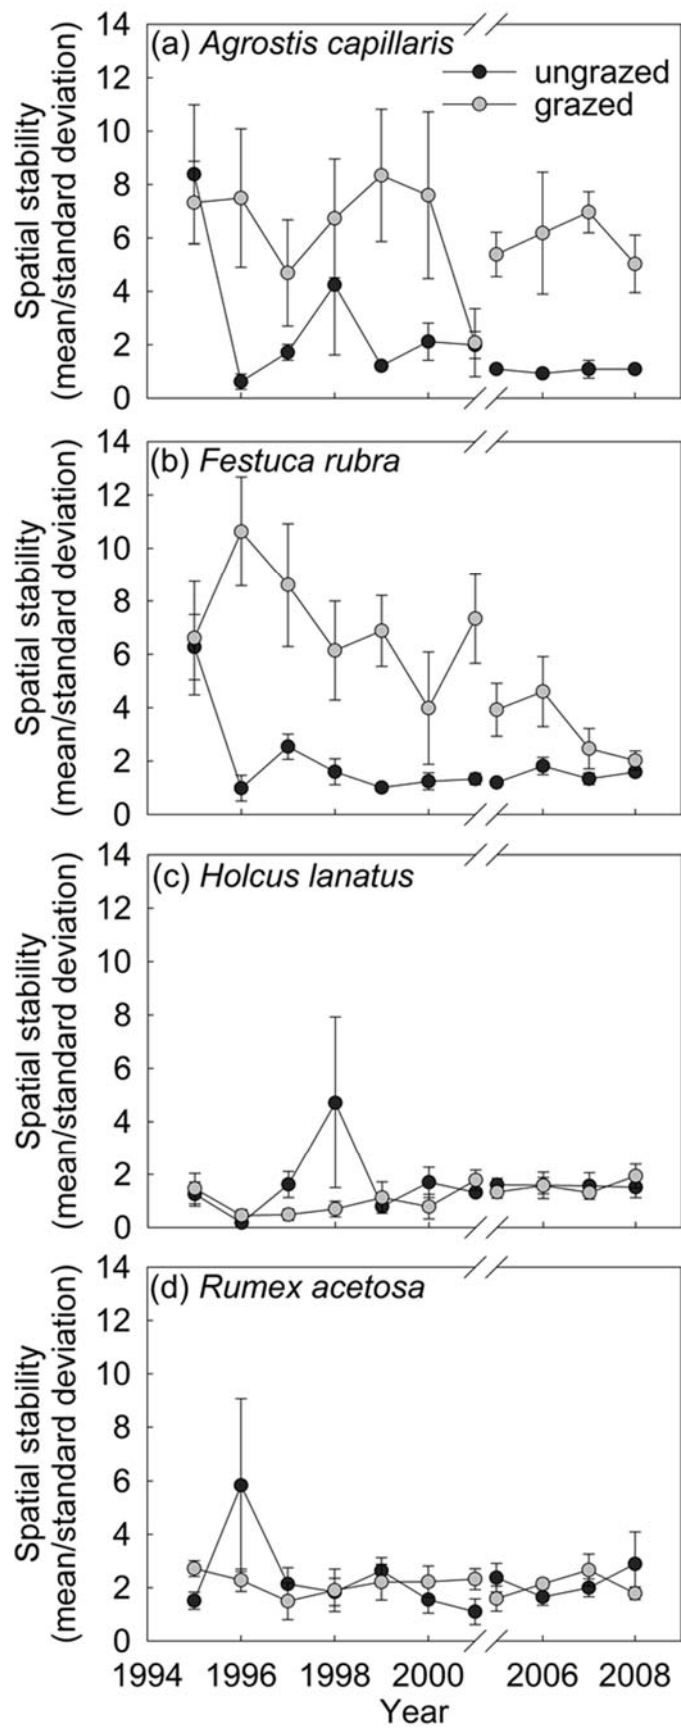 (a) Agrostis capillaris
ungrazed
grazed
Spatial stability
(mean/standard deviation)
14
12
10
8
6
4
2
0
(b) Festuca rubra
Spatial stability
(mean/standard deviation)
14
12
10
8
6
4
2
0
(c) Holcus lanatus
Spatial stability
(mean/standard deviation)
14
12
10
8
6
4
2
0
(d) Rumex acetosa
Spatial stability
(mean/standard deviation)
14
12
10
8
6
4
2
0
1994 1996 1998 2000 2006 2008
Year